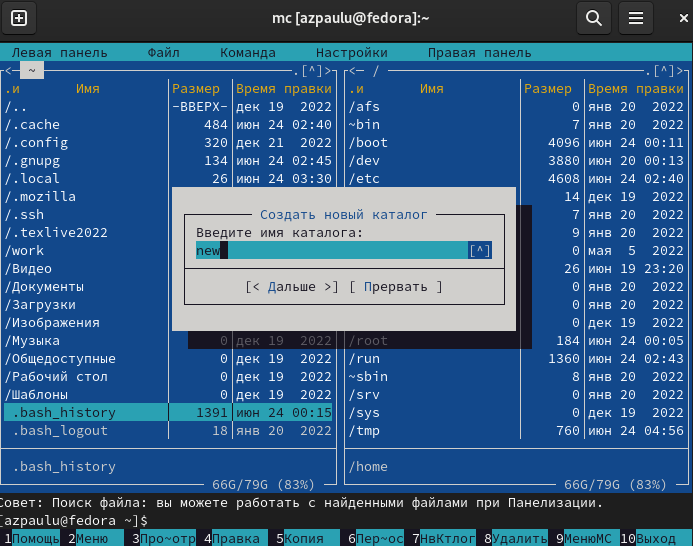 mc [azpaulu@fedora]:~
Левая панель Файл Команда Настройки Правая панель
<─ ~ .[^]> <─ / .[^]>
.и Имя Размер Время правки .и Имя Размер Время правки
/.. -ВВЕРХ- дек 19 2022 /afs 0 янв 20 2022
/.cache 484 июн 24 02:40 ~bin 7 янв 20 2022
/.config 320 дек 21 2022 /boot 4096 июн 24 00:11
/.gnupg 134 июн 24 02:45 /dev 3880 июн 20 00:13
/.local 26 июн 24 03:30 /etc 4608 июн 24 02:40
/.mozilla 14 дек 19 2022
/.ssh Создать новый каталог 7 янв 20 2022
/.texlive2022 Введите имя каталога: 9 янв 20 2022
/work new [^] 0 мая 5 2022
/Видео 26 июн 19 23:20
/Документы [< Дальше >] [ Прервать ] 0 янв 20 2022
/Загрузки 0 янв 20 2022
/Изображения 0 дек 19 2022
/Музыка 0 дек 19 2022 /root 184 июн 24 00:05
/Общедоступные 0 дек 19 2022 /run 1360 июн 24 02:43
/Рабочий стол 0 дек 19 2022 ~sbin 8 янв 20 2022
/Шаблоны 0 дек 19 2022 /srv 0 янв 20 2022
.bash_history 1391 июн 24 00:15 /sys 0 дек 19 2022
.bash_logout 18 янв 20 2022 /tmp 760 июн 24 04:56
.bash_history /home
66G/79G (83%) 66G/79G (83%)
Совет: Поиск файла: вы можете работать с найденными файлами при Панелизации.
[azpaulu@fedora ~]$
1Помощь 2Меню 3Про~отр 4Правка 5Копия 6Пер~ос 7НвКтлог 8Удалить 9МенюМС 10Выход